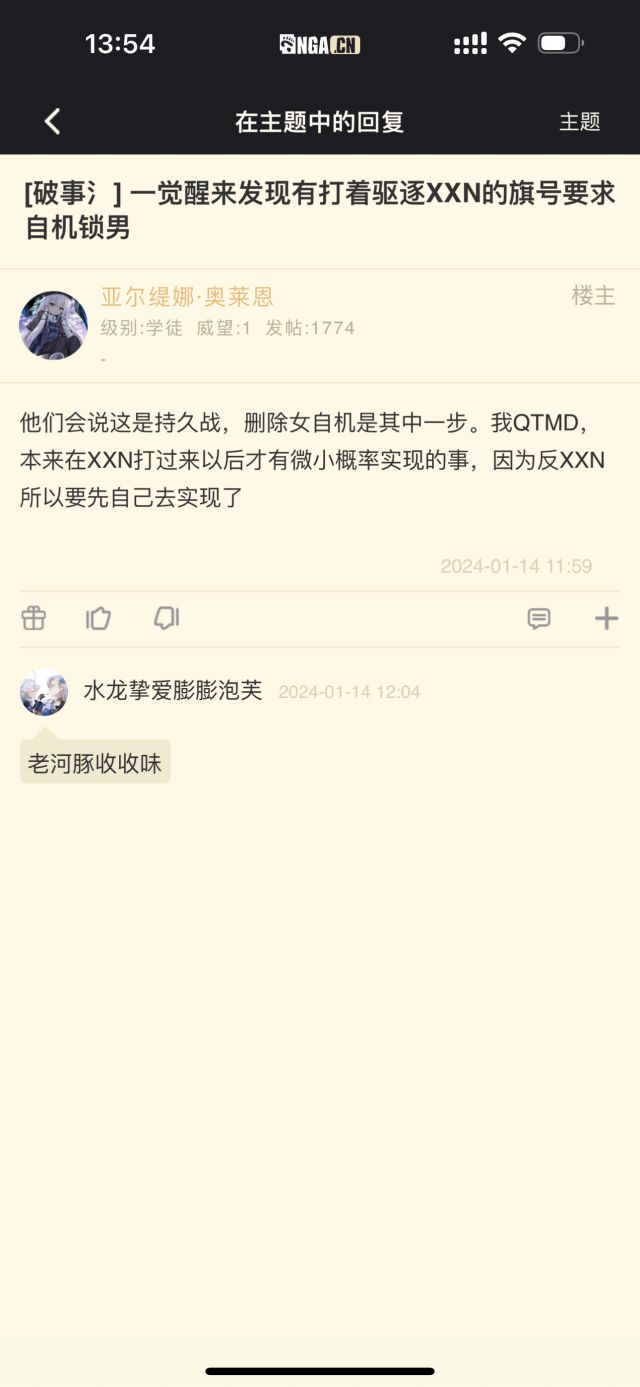 13:54
NGA.CN
在主题中的回复
主题
[破事氵] 一觉醒来发现有打着驱逐XXN的旗号要求
自机锁男
亚尔缇娜·奥莱恩
楼主
级别:学徒 威望:1 发帖:1774
-
他们会说这是持久战，删除女自机是其中一步。我QTMD，
本来在XXN打过来以后才有微小概率实现的事，因为反XXN
所以要先自己去实现了
2024-01-14 11:59
水龙挚爱膨膨泡芙 2024-01-14 12:04
老河豚收收味